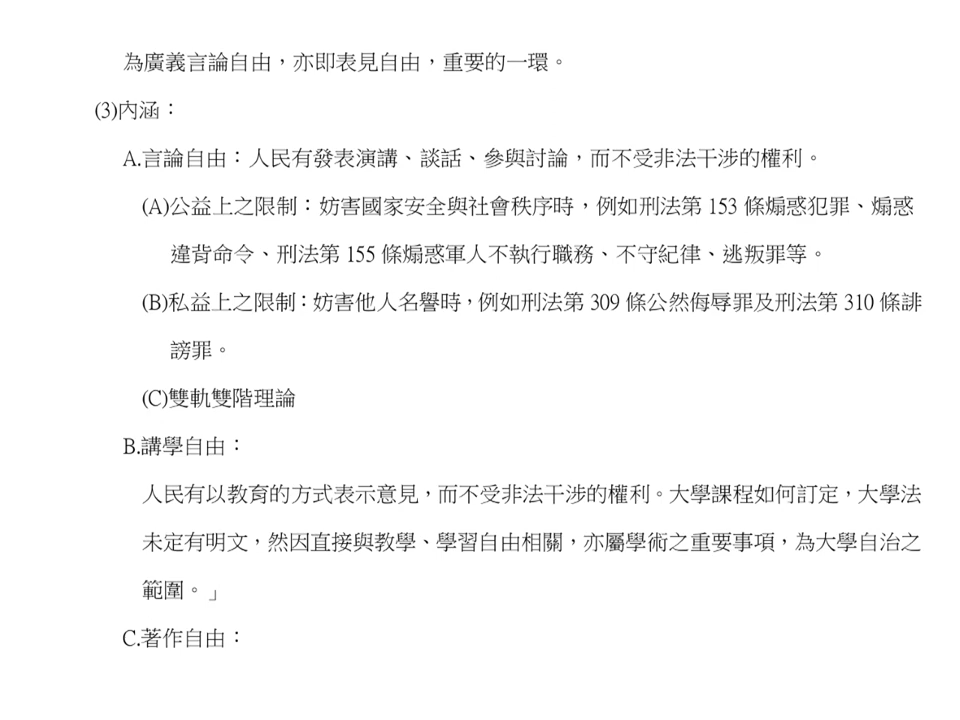 為廣義言論自由，亦即表見自由，重要的一環。
(3)內涵：
A.言論自由：人民有發表演講、談話、參與討論，而不受非法干涉的權利。
(A)公益上之限制：妨害國家安全與社會秩序時，例如刑法第 153 條煽惑犯罪、煽惑
違背命令、刑法第 155 條煽惑軍人不執行職務、不守紀律、逃叛罪等。
(B)私益上之限制：妨害他人名譽時，例如刑法第 309 條公然侮辱罪及刑法第 310 條誹
謗罪。
(C)雙軌雙階理論
B.講學自由：
人民有以教育的方式表示意見，而不受非法干涉的權利。大學課程如何訂定，大學法
未定有明文，然因直接與教學、學習自由相關，亦屬學術之重要事項，為大學自治之
範圍。」
C.著作自由：